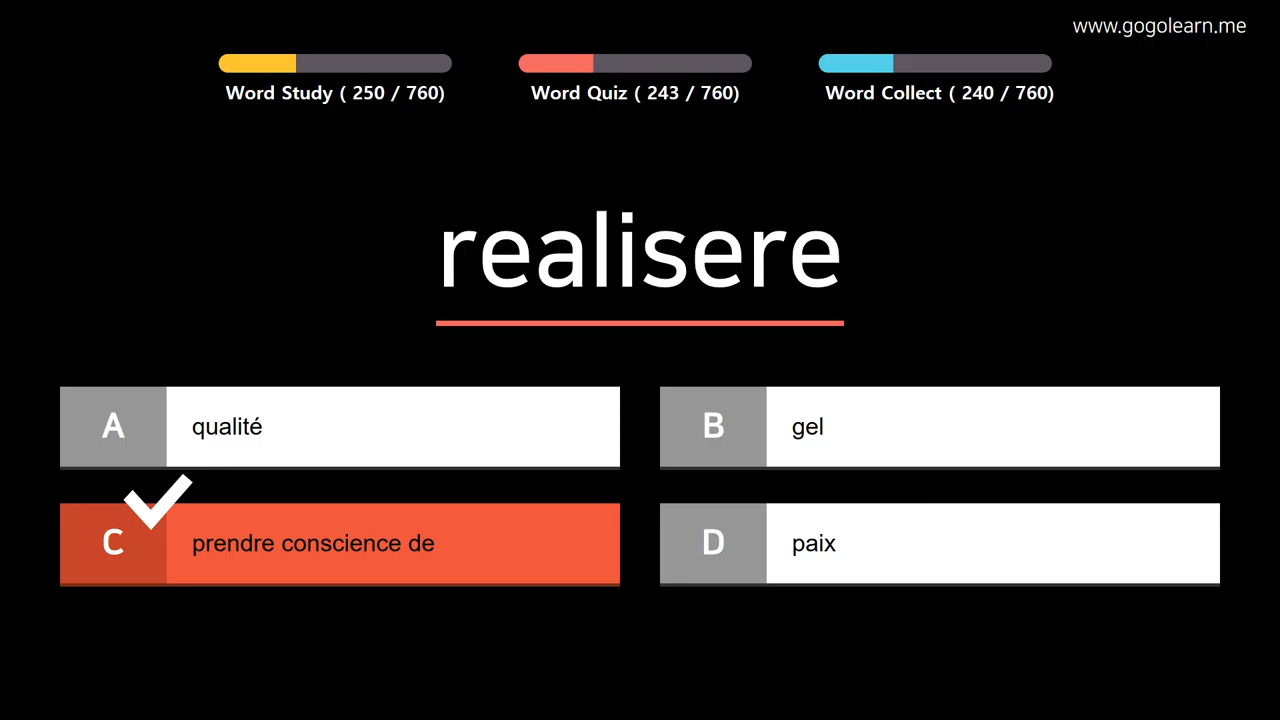 www.gogolearn.me
Word Study ( 250 / 760)
Word Quiz ( 243 / 760)
Word Collect ( 240 / 760)
realisere
A qualité
B gel
C prendre conscience de
D paix